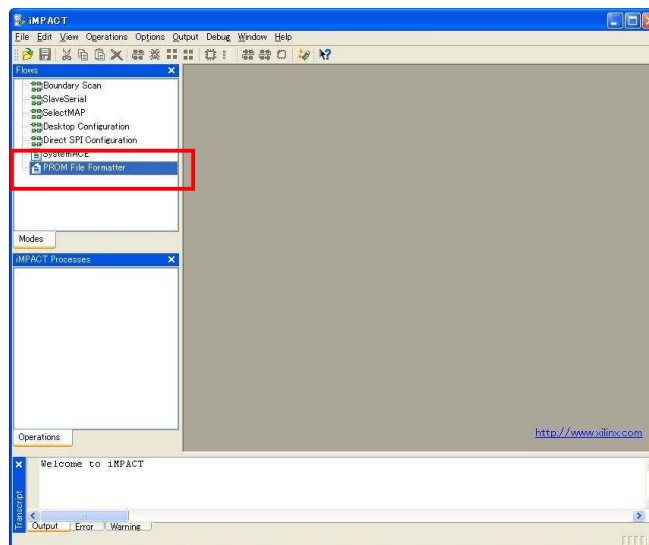 iMPACT
File Edit View Operations Options Output Debug Window Help
Flows
Boundary Scan
SlaveSerial
SelectMAP
Desktop Configuration
Direct SPI Configuration
SystemACE
PROM File Formatter
Modes
iMPACT Processes
Operations
http://www.xilinx.com
Welcome to iMPACT
Transcript
Output Error Warning